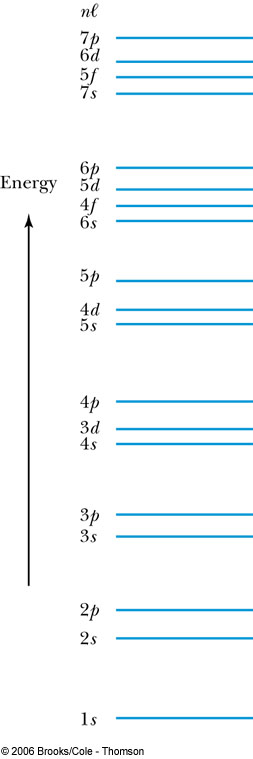 nℓ
7p
6d
5f
7s
6p
5d
4f
6s
Energy
5p
4d
5s
4p
3d
4s
3p
3s
2p
2s
1s
© 2006 Brooks/Cole - Thomson